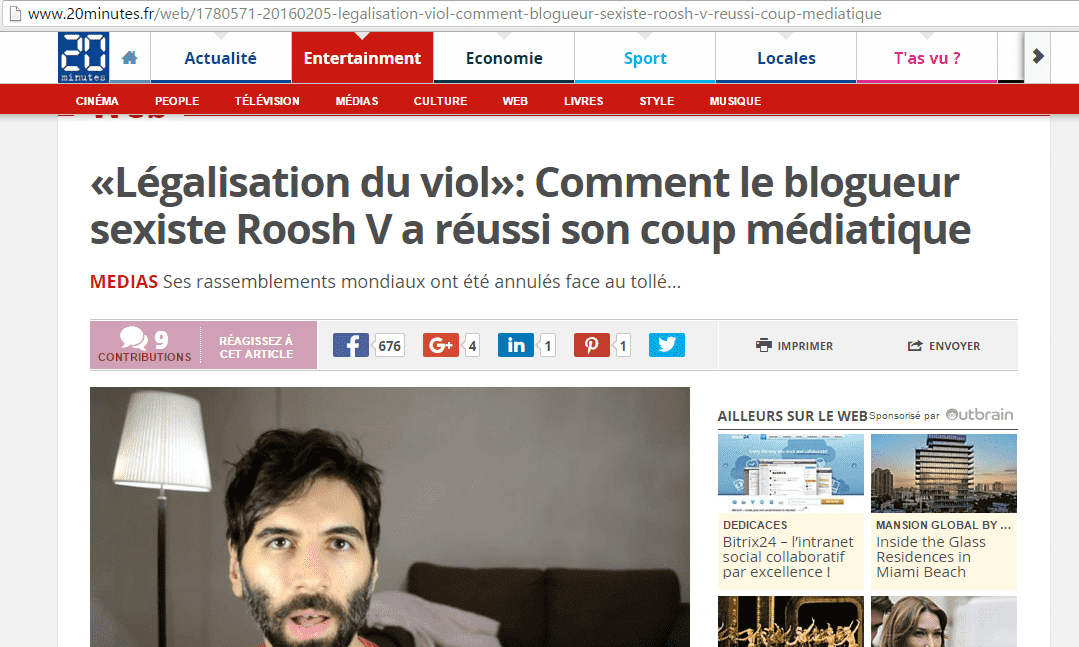 www.20minutes.fr/web/1780571-20160205-legalisation-viol-comment-blogueur-sexiste-roosh-v-reussi-coup-mediatique
20 minutes
Actualité
Entertainment
Economie
Sport
Locales
T'as vu ?
CINÉMA PEOPLE TÉLÉVISION MÉDIAS CULTURE WEB LIVRES STYLE MUSIQUE
Web
«Légalisation du viol»: Comment le blogueur
sexiste Roosh V a réussi son coup médiatique
MEDIAS Ses rassemblements mondiaux ont été annulés face au tollé...
9
CONTRIBUTIONS
RÉAGISSEZ À
CET ARTICLE
f 676
G+ 4
in 1
1
IMPRIMER
ENVOYER
AILLEURS SUR LE WEB Sponsorisé par Outbrain
DEDICACES
Bitrix24 – l'intranet
social collaboratif
par excellence !
MANSION GLOBAL BY ...
Inside the Glass
Residences in
Miami Beach